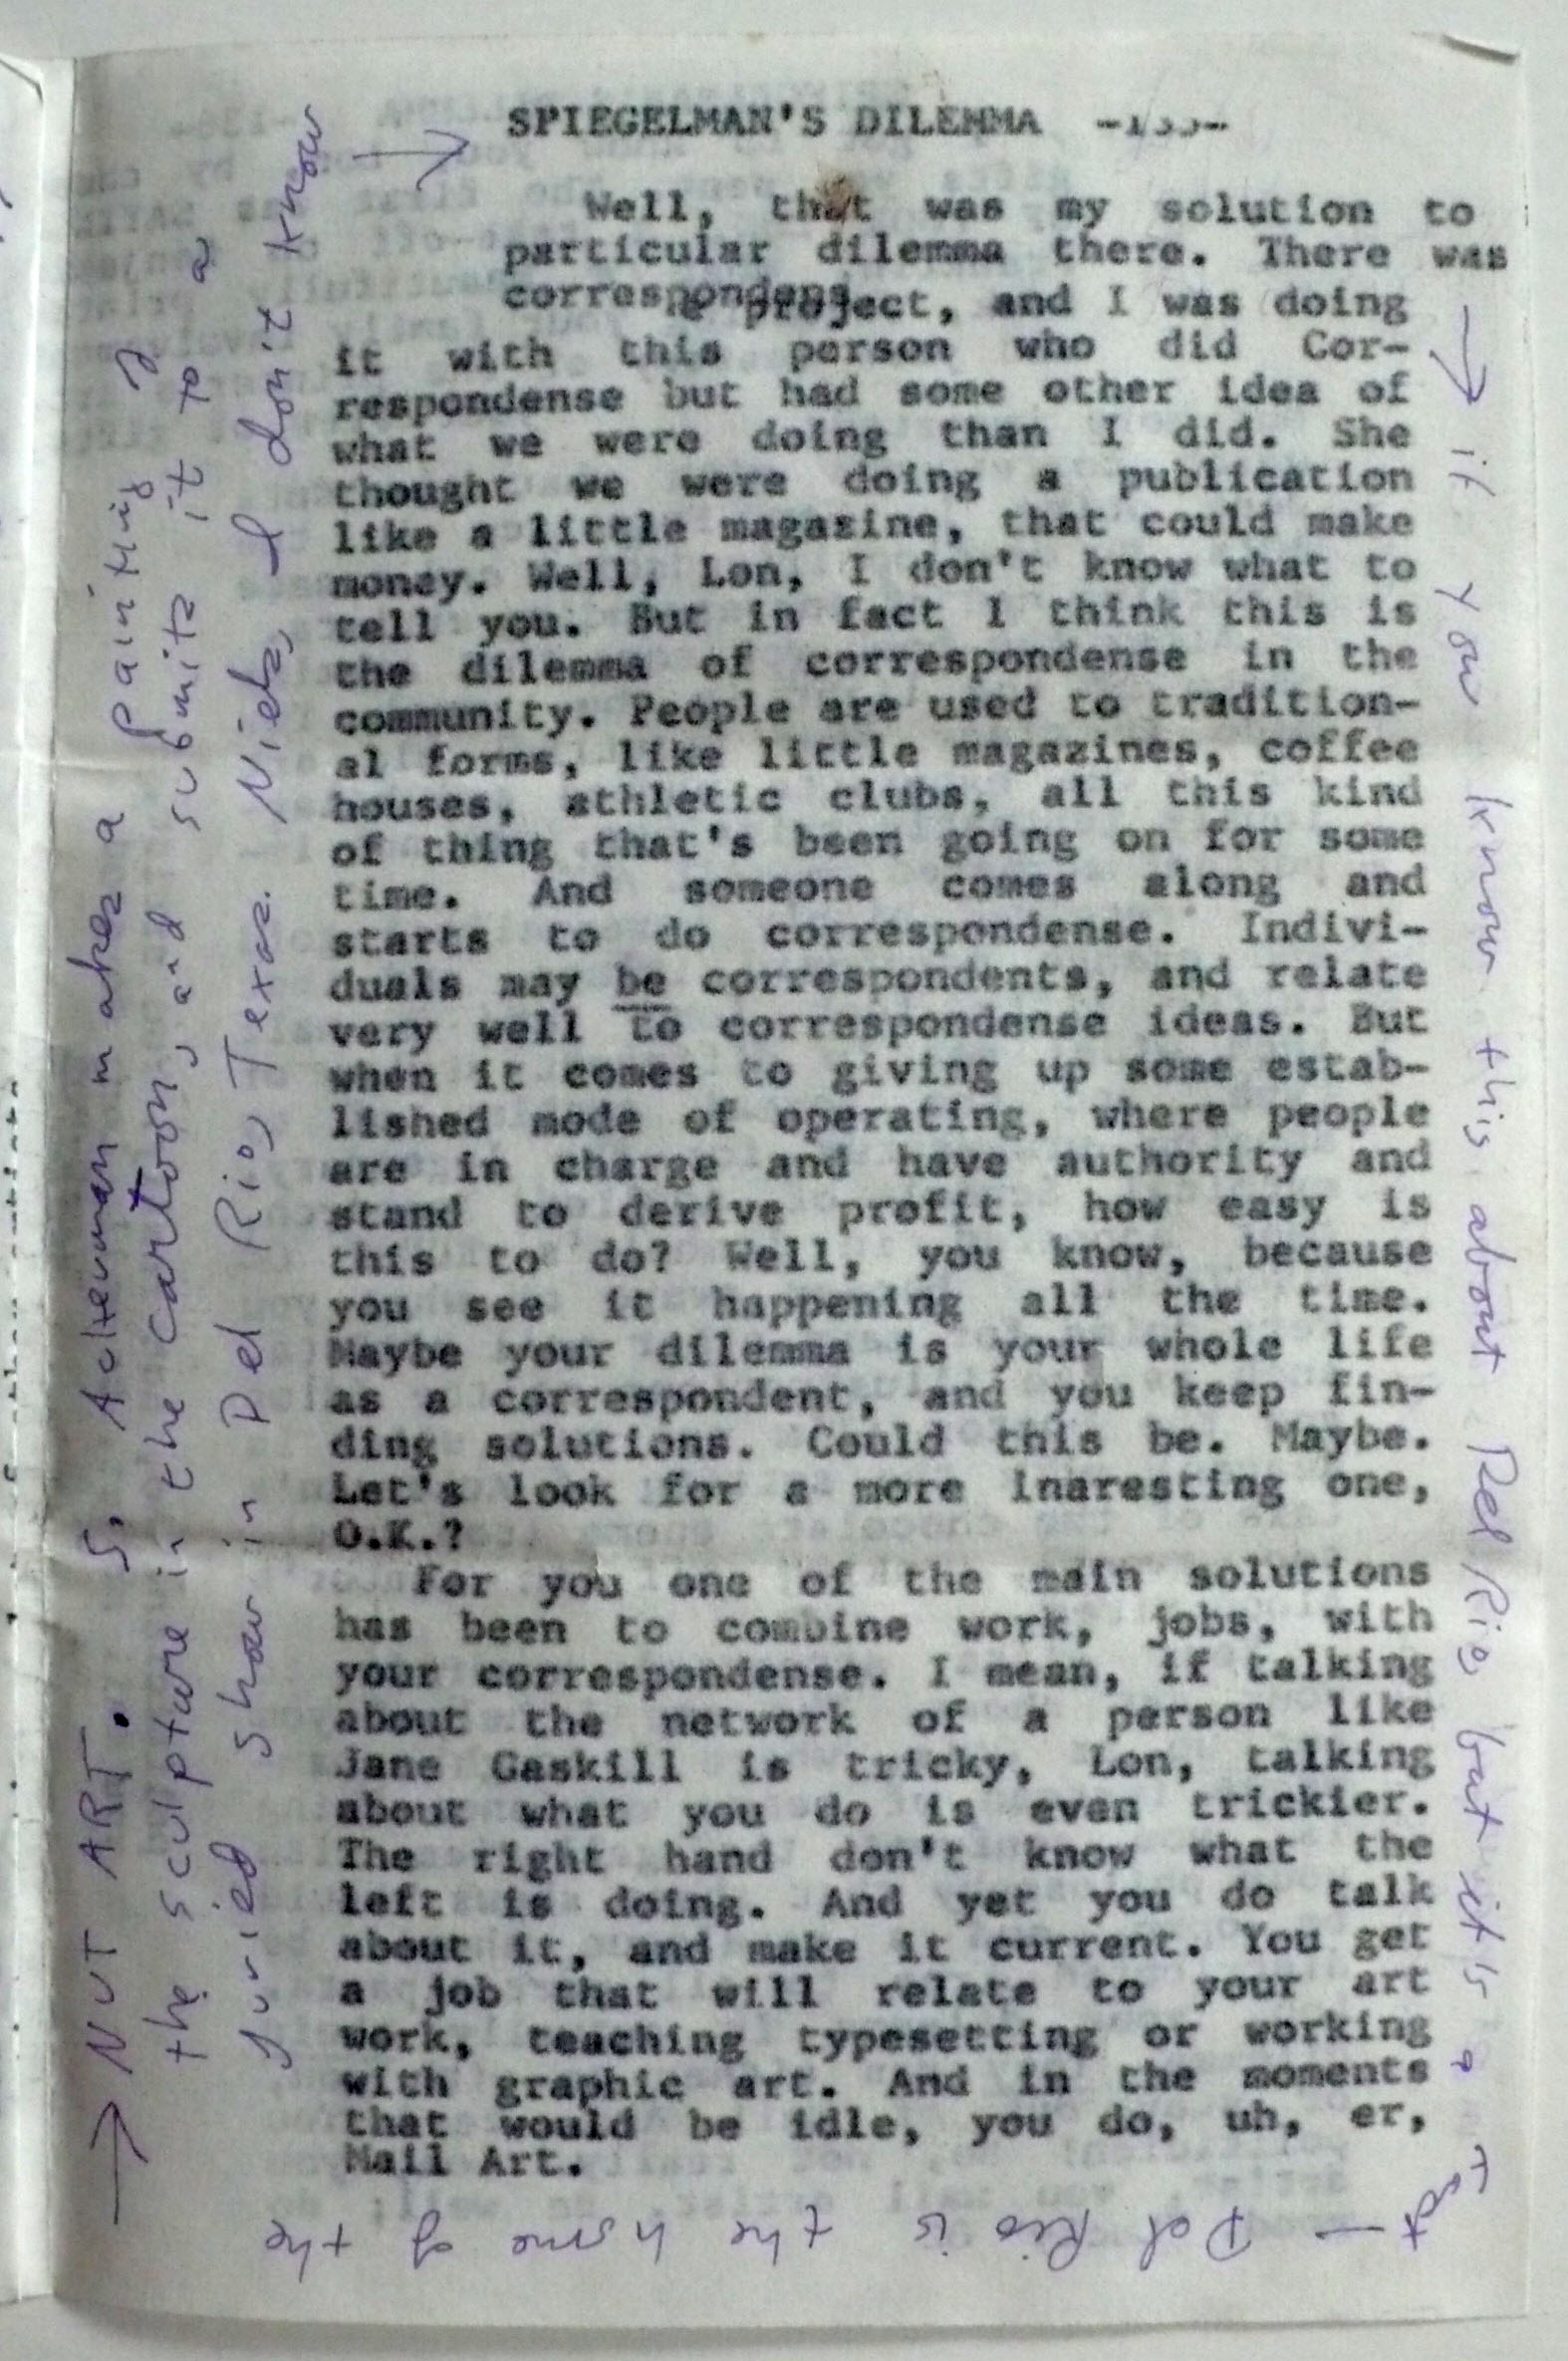 SPIEGELMAN'S DILEMMA -133-
Well, that was my solution to
particular dilemma there. There was
correspondens
project, and I was doing
it with this person who did Cor-
respondense but had some other idea of
what we were doing than I did. She
thought we were doing a publication
like a little magazine, that could make
money. Well, Lon, I don't know what to
tell you. But in fact I think this is
the dilemma of correspondense in the
community. People are used to tradition-
al forms, like little magazines, coffee
houses, athletic clubs, all this kind
of thing that's been going on for some
time. And someone comes along and
starts to do correspondense. Indivi-
duals may be correspondents, and relate
very well to correspondense ideas. But
when it comes to giving up some estab-
lished mode of operating, where people
are in charge and have authority and
stand to derive profit, how easy is
this to do? Well, you know, because
you see it happening all the time.
Maybe your dilemma is your whole life
as a correspondent, and you keep fin-
ding solutions. Could this be. Maybe.
Let's look for a more inaresting one,
O.K.?
For you one of the main solutions
has been to combine work, jobs, with
your correspondense. I mean, if talking
about the network of a person like
Jane Gaskill is tricky, Lon, talking
about what you do is even trickier.
The right hand don't know what the
left is doing. And yet you do talk
about it, and make it current. You get
a job that will relate to your art
work, teaching typesetting or working
with graphic art. And in the moments
that would be idle, you do, uh, er,
Mail Art.
→ NUT ART. S. Ackerman makes a painting
the sculpture in the cartoon, and submits it to a
juried show in Del Rio, Texas. Niels, I don't know
→ if you know this about Del Rio, but it's a
fact — Del Rio is the home of the